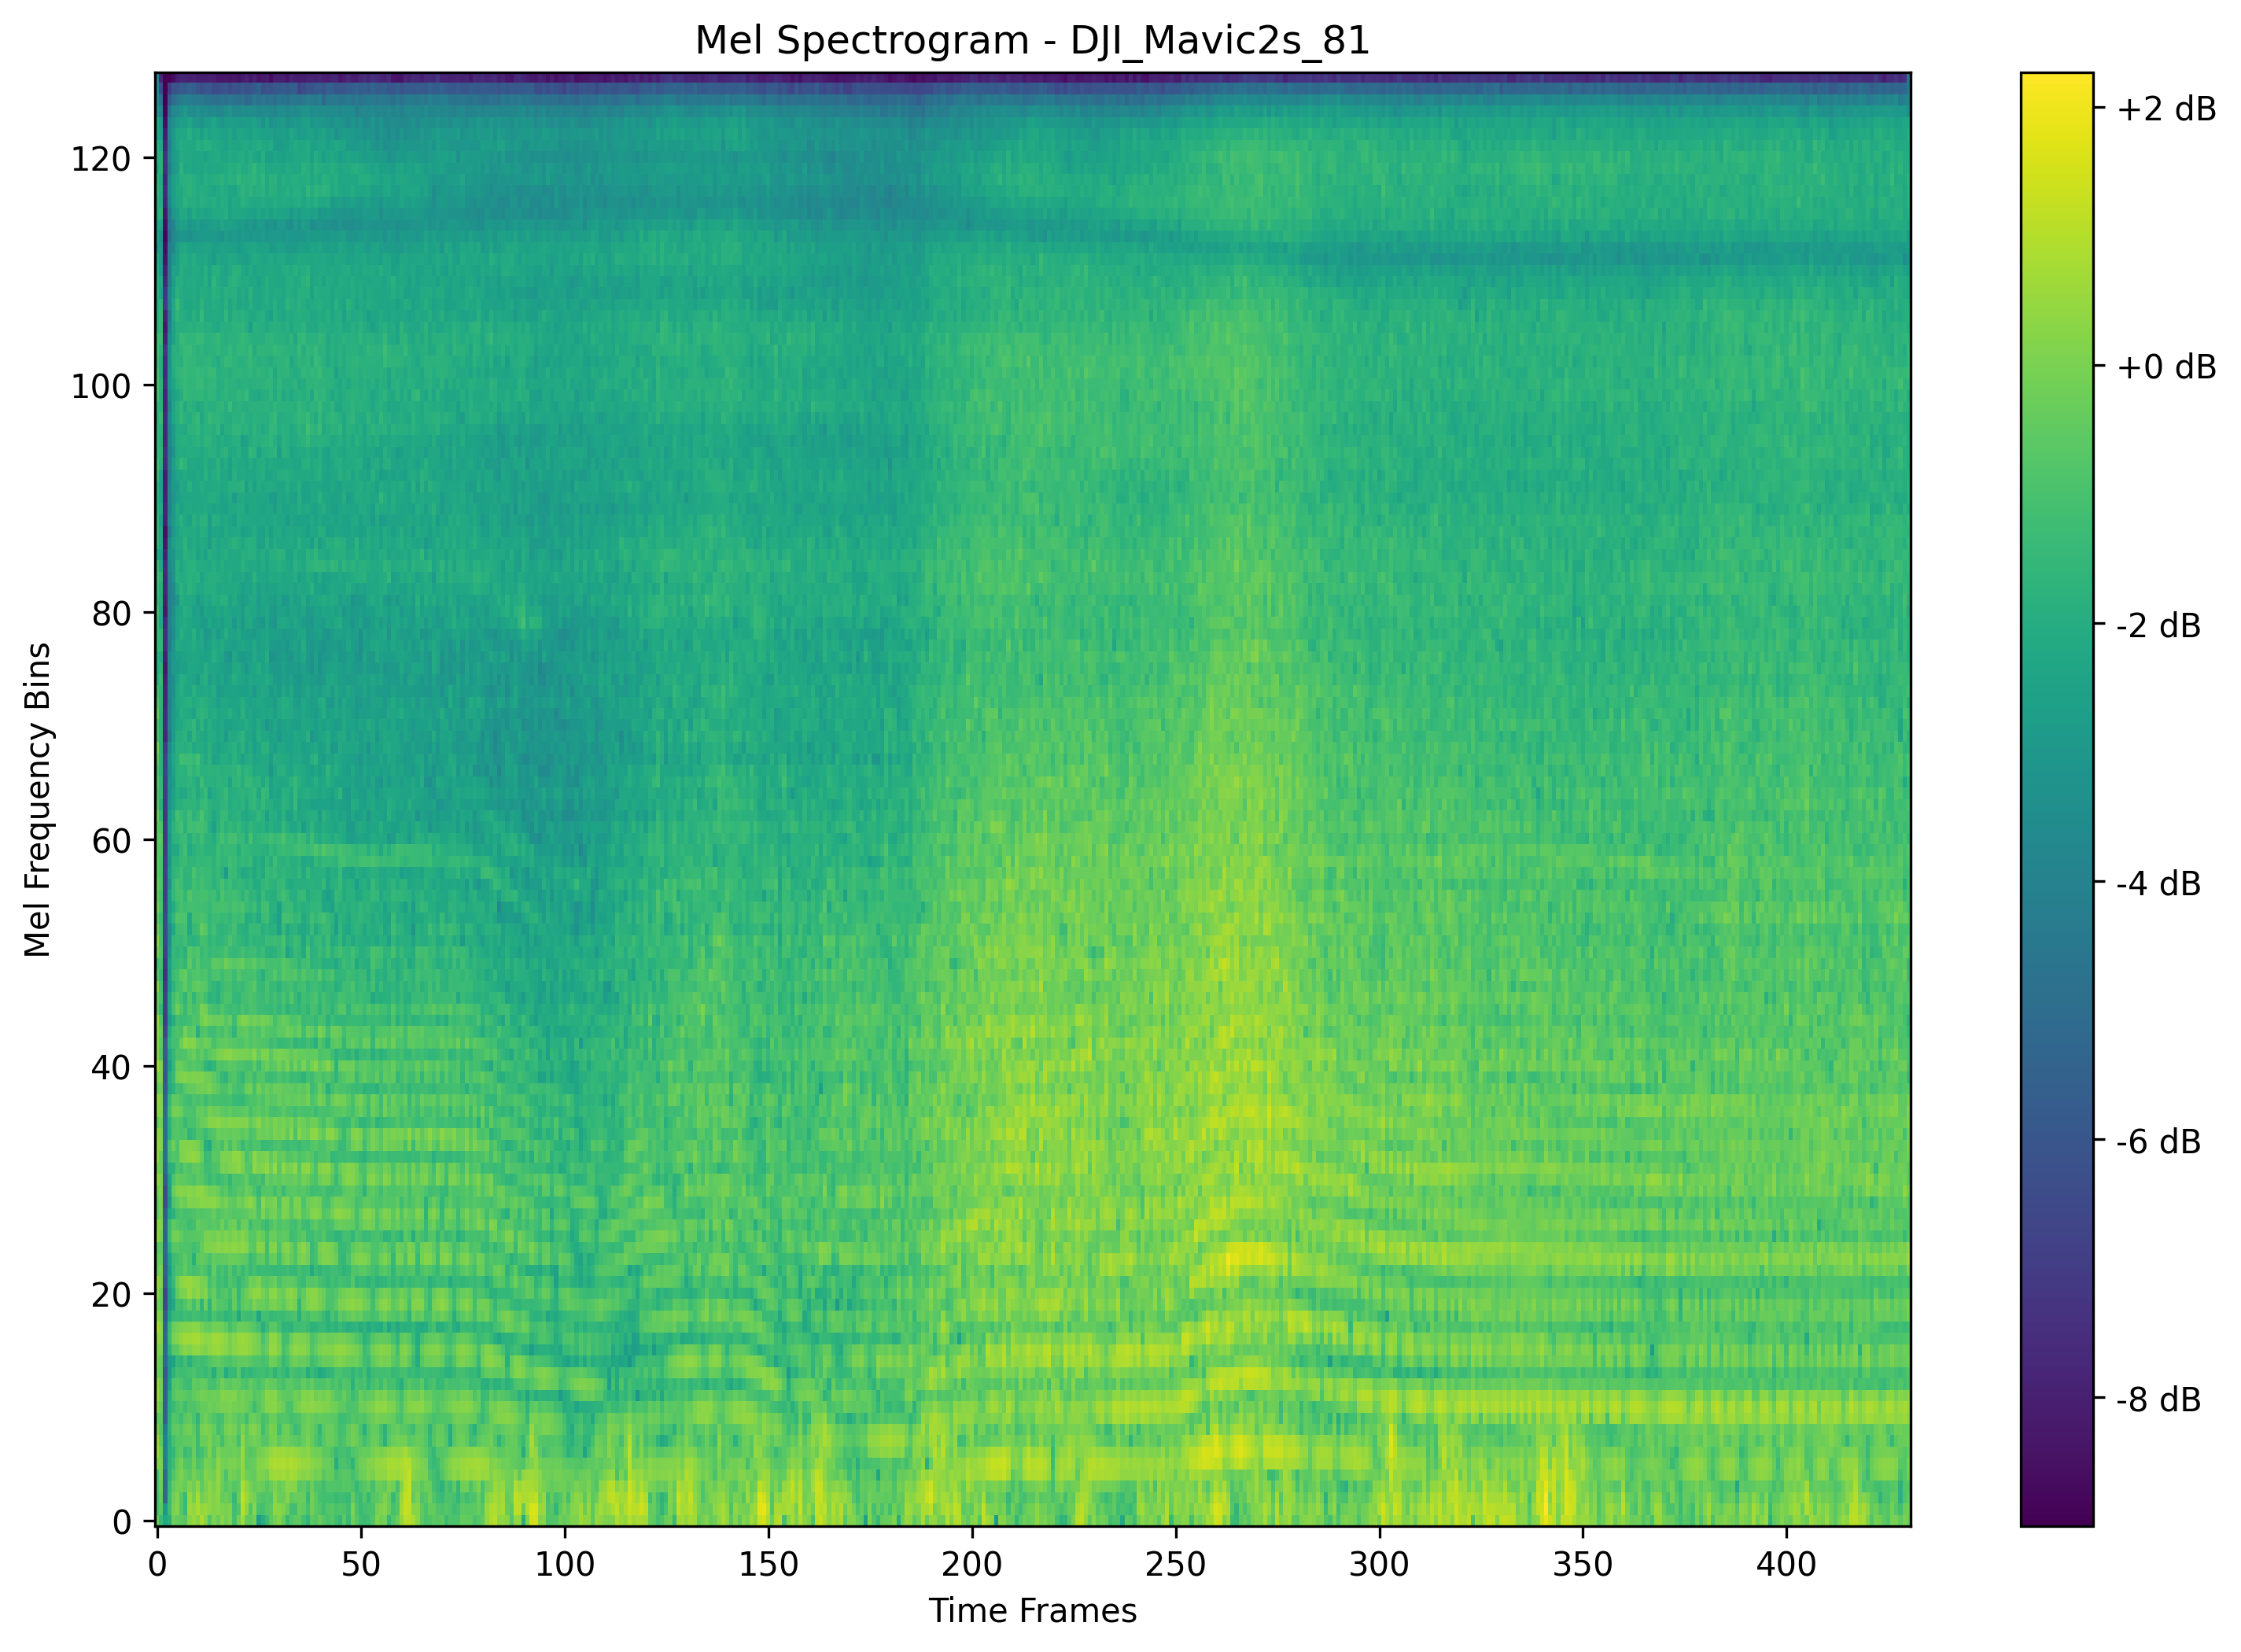 Mel Spectrogram - DJI_Mavic2s_81
Mel Frequency Bins
120
100
80
60
40
20
0
0 50 100 150 200 250 300 350 400
Time Frames
+2 dB
+0 dB
-2 dB
-4 dB
-6 dB
-8 dB